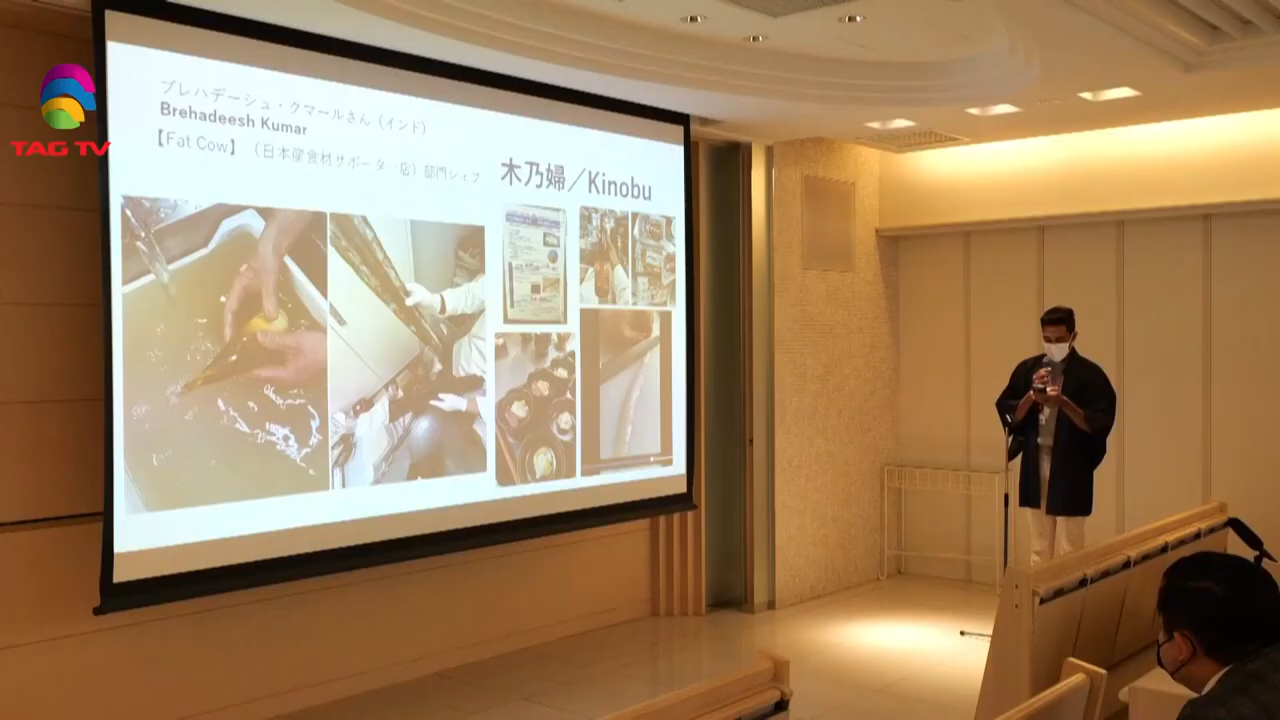 TAG TV
ブレハデーシュ・クマールさん（インド）
Brehadeesh Kumar
【Fat Cow】（日本産食材サポーター店）部門シェフ
木乃婦／Kinobu